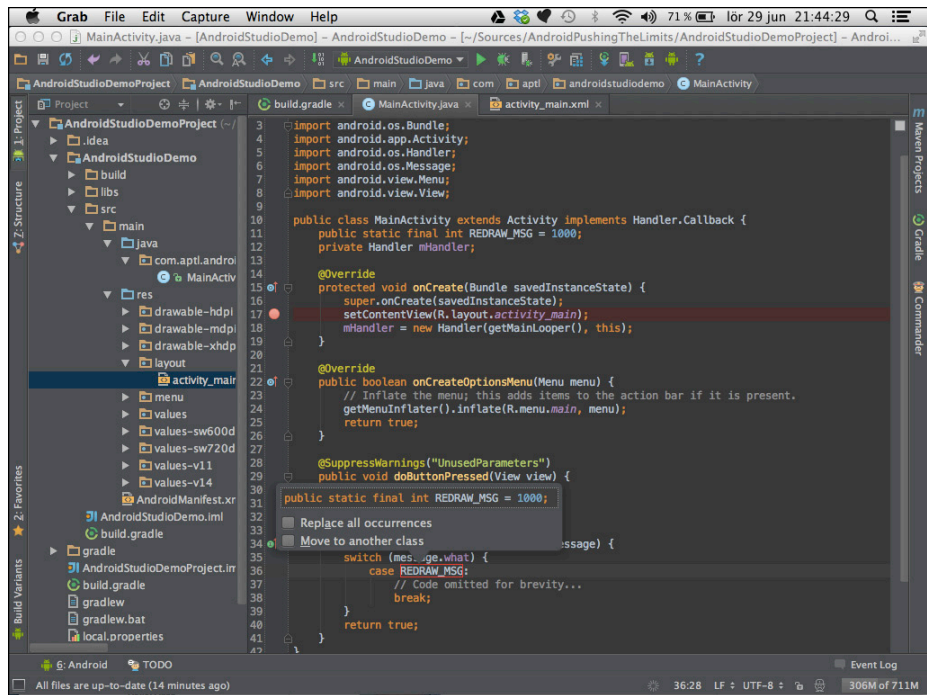 Grab File Edit Capture Window Help 71 % lör 29 jun 21:44:29
MainActivity.java – [AndroidStudioDemo] – AndroidStudioDemo – [~/Sources/AndroidPushingTheLimits/AndroidStudioDemoProject] – Androi...
AndroidStudioDemo
AndroidStudioDemoProject AndroidStudioDemo src main java com aptl androidstudiodemo MainActivity
Project build.gradle MainActivity.java activity_main.xml
1: Project
Z: Structure
2: Favorites
Build Variants
AndroidStudioDemoProject (~/
.idea
AndroidStudioDemo
build
libs
src
main
java
com.aptl.androi
MainActiv
res
drawable-hdpi
drawable-mdpi
drawable-xhdp
layout
activity_mair
menu
values
values-sw600d
values-sw720d
values-v11
values-v14
AndroidManifest.xr
AndroidStudioDemo.iml
build.gradle
gradle
AndroidStudioDemoProject.im
build.gradle
gradlew
gradlew.bat
local.properties
3 import android.os.Bundle;
4 import android.app.Activity;
5 import android.os.Handler;
6 import android.os.Message;
7 import android.view.Menu;
8 import android.view.View;
9
10 public class MainActivity extends Activity implements Handler.Callback {
11 public static final int REDRAW_MSG = 1000;
12 private Handler mHandler;
13
14 @Override
15 protected void onCreate(Bundle savedInstanceState) {
16 super.onCreate(savedInstanceState);
17 setContentView(R.layout.activity_main);
18 mHandler = new Handler(getMainLooper(), this);
19 }
20
21 @Override
22 public boolean onCreateOptionsMenu(Menu menu) {
23 // Inflate the menu; this adds items to the action bar if it is present.
24 getMenuInflater().inflate(R.menu.main, menu);
25 return true;
26 }
27
28 @SuppressWarnings("UnusedParameters")
29 public void doButtonPressed(View view) {
30
31 public static final int REDRAW_MSG = 1000;
32 Replace all occurrences
33 Move to another class
34 essage) {
35 switch (message.what) {
36 case REDRAW_MSG:
37 // Code omitted for brevity...
38 break;
39 }
40 return true;
41 }
42 }
m
Maven Projects
Gradle
Commander
6: Android TODO Event Log
All files are up-to-date (14 minutes ago) 36:28 LF UTF-8 306M of 711M